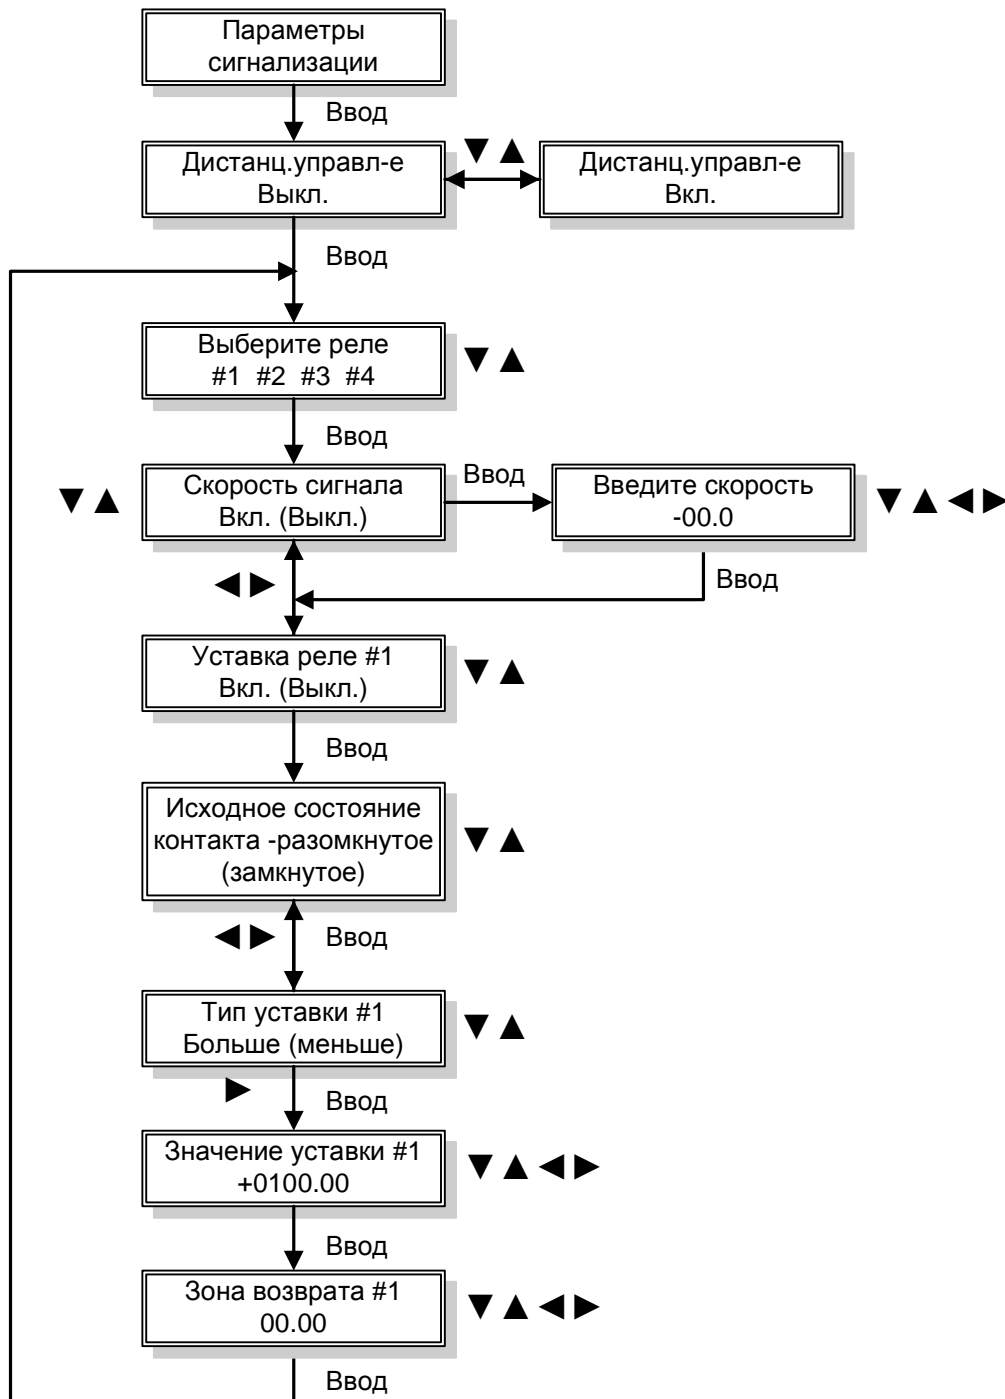 Параметры
сигнализации
Ввод
Дистанц.управл-е
Выкл.
▼ ▲
Дистанц.управл-е
Вкл.
Ввод
Выберите реле
#1 #2 #3 #4
▼ ▲
Ввод
▼ ▲
Скорость сигнала
Вкл. (Выкл.)
Ввод
Введите скорость
-00.0
▼ ▲ ◀ ▶
◀ ▶
Ввод
Уставка реле #1
Вкл. (Выкл.)
▼ ▲
Ввод
Исходное состояние
контакта -разомкнутое
(замкнутое)
▼ ▲
◀ ▶
Ввод
Тип уставки #1
Больше (меньше)
▼ ▲
▶
Ввод
Значение уставки #1
+0100.00
▼ ▲ ◀ ▶
Ввод
Зона возврата #1
00.00
▼ ▲ ◀ ▶
Ввод